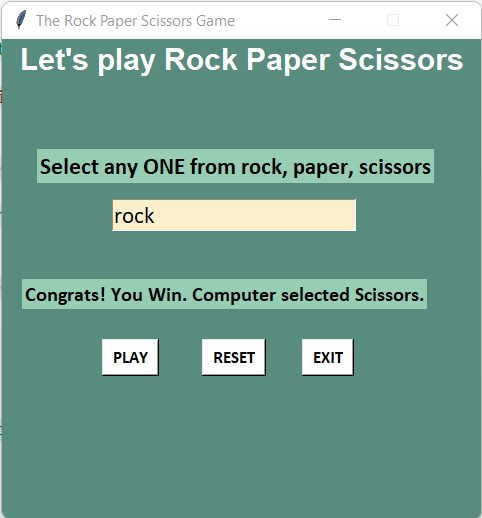 The Rock Paper Scissors Game
Let's play Rock Paper Scissors
Select any ONE from rock, paper, scissors
rock
Congrats! You Win. Computer selected Scissors.
PLAY RESET EXIT